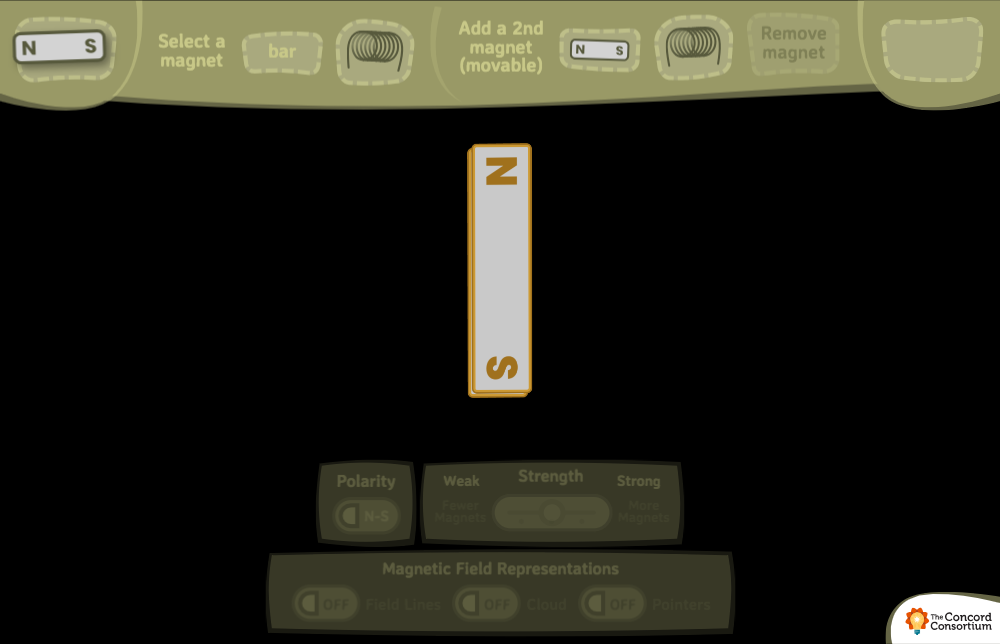 N S
Select a
magnet
bar
Add a 2nd
magnet
(movable)
N S
Remove
magnet
N
S
Polarity
N-S
Strength
Weak
Strong
Fewer
Magnets
More
Magnets
Magnetic Field Representations
OFF Field Lines OFF Cloud OFF Pointers
The Concord
Consortium